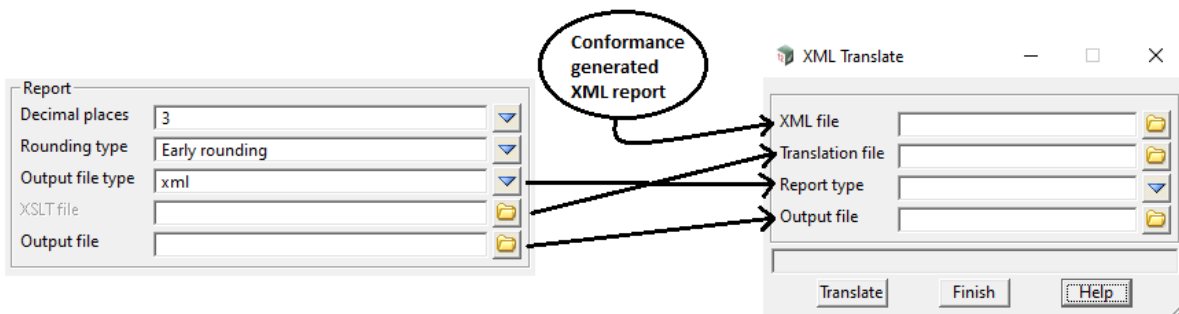 Conformance
generated
XML report
Report
Decimal places 3
Rounding type Early rounding
Output file type xml
XSLT file
Output file
XML Translate
XML file
Translation file
Report type
Output file
Translate Finish Help